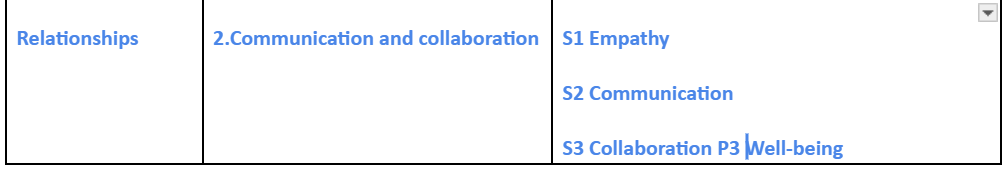 Relationships
2.Communication and collaboration
S1 Empathy
S2 Communication
S3 Collaboration P3 Well-being